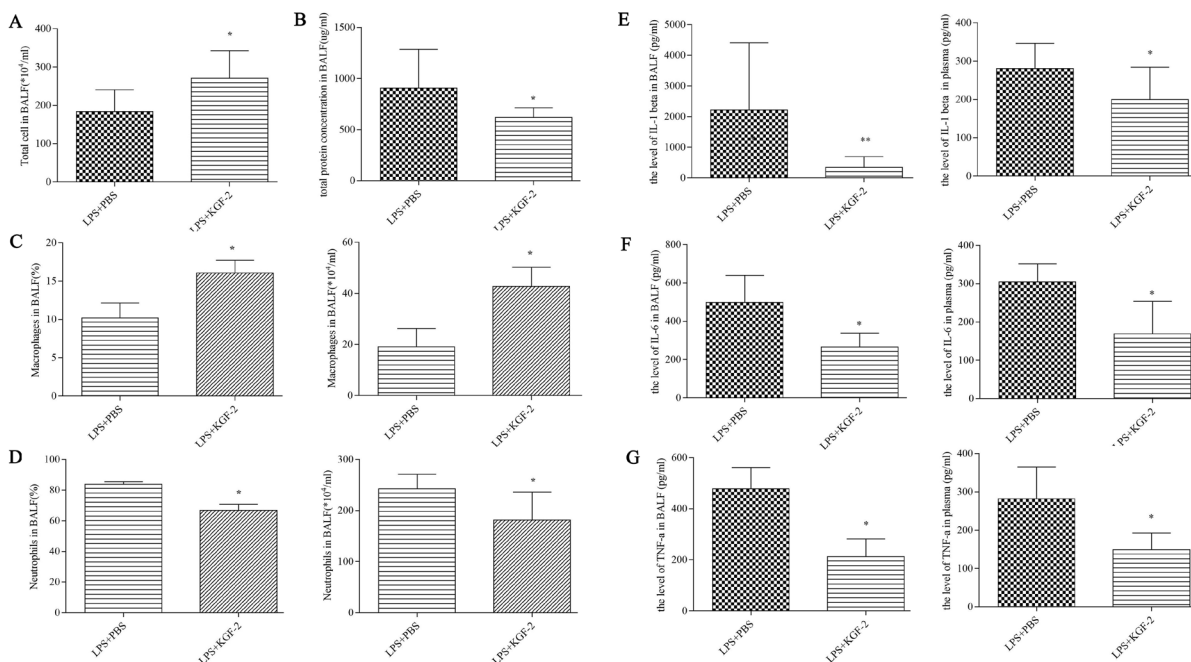 A
Total cell in BALF(*10^4/ml)
400
300
200
100
0
*
LPS+PBS
LPS+KGF-2
B
total protein concentration in BALF(ug/ml)
1500
1000
500
0
*
LPS+PBS
LPS+KGF-2
E
the level of IL-1 beta in BALF (pg/ml)
5000
4000
3000
2000
1000
0
**
LPS+PBS
LPS+KGF-2
the level of IL-1 beta in plasma (pg/ml)
400
300
200
100
0
*
LPS+PBS
LPS+KGF-2
C
Macrophages in BALF(%)
20
15
10
5
0
*
LPS+PBS
LPS+KGF-2
Macrophages in BALF(*10^4/ml)
60
40
20
0
*
LPS+PBS
LPS+KGF-2
F
the level of IL-6 in BALF (pg/ml)
800
600
400
200
0
*
LPS+PBS
LPS+KGF-2
the level of IL-6 in plasma (pg/ml)
400
300
200
100
0
*
LPS+PBS
PS+KGF-2
D
Neutrophils in BALF(%)
100
80
60
40
20
0
*
LPS+PBS
LPS+KGF-2
Neutrophils in BALF(*10^4/ml)
300
200
100
0
*
LPS+PBS
LPS+KGF-2
G
the level of TNF-a in BALF (pg/ml)
600
400
200
0
*
LPS+PBS
LPS+KGF-2
the level of TNF-a in plasma (pg/ml)
400
300
200
100
0
*
LPS+PBS
LPS+KGF-2